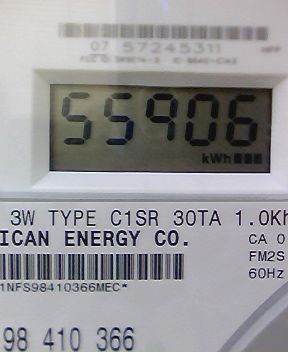 07 57245311
55906
kWh
3W TYPE C1SR 30TA 1.0Kh
ICAN ENERGY CO.
CA 0
FM2S
60Hz
1NFS98410366MEC*
98 410 366